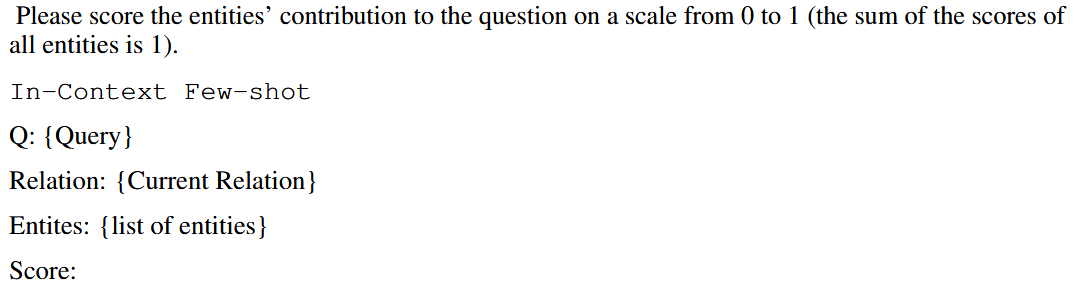 Please score the entities’ contribution to the question on a scale from 0 to 1 (the sum of the scores of
all entities is 1).
In-Context Few-shot
Q: {Query}
Relation: {Current Relation}
Entites: {list of entities}
Score: